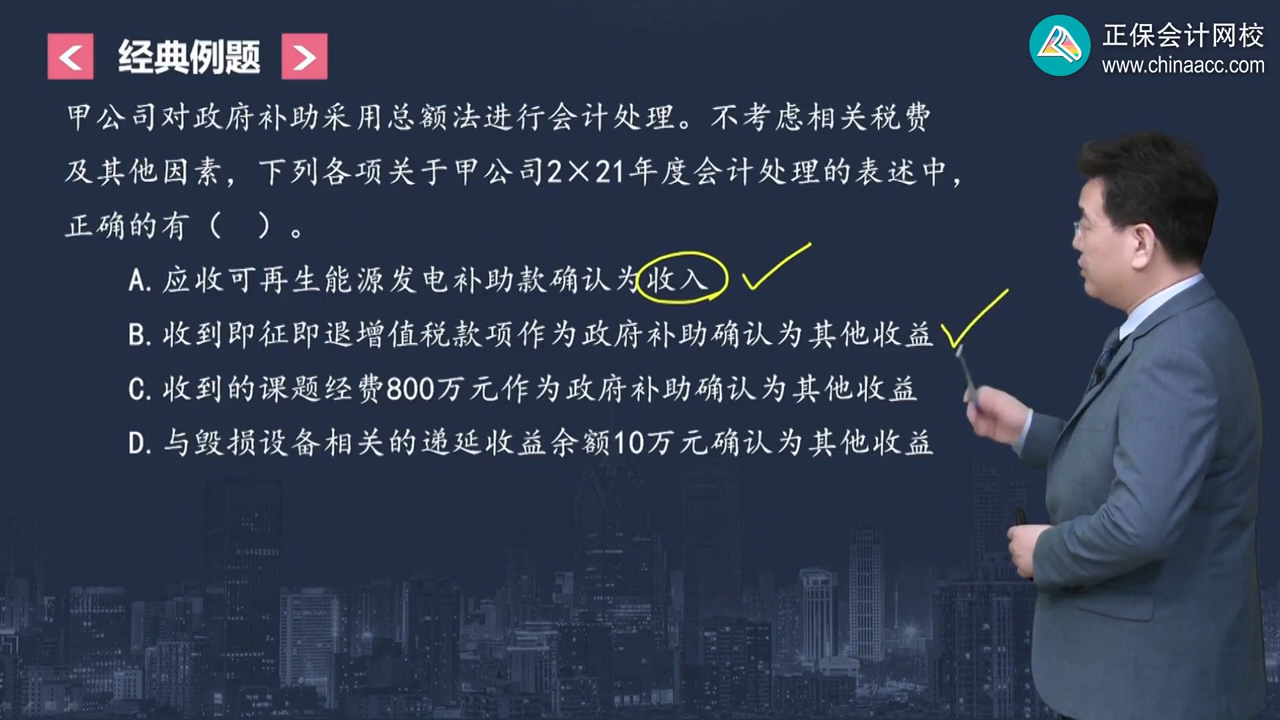 经典例题
正保会计网校
www.chinaacc.com
甲公司对政府补助采用总额法进行会计处理。不考虑相关税费
及其他因素，下列各项关于甲公司2×21年度会计处理的表述中，
正确的有（ ）。
A.应收可再生能源发电补助款确认为收入
B.收到即征即退增值税款项作为政府补助确认为其他收益
C.收到的课题经费800万元作为政府补助确认为其他收益
D.与毁损设备相关的递延收益余额10万元确认为其他收益